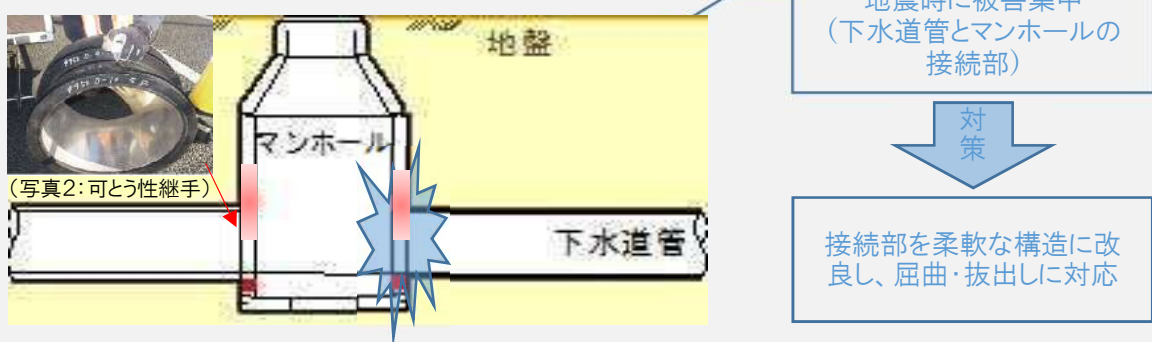 地震時に被害集中
(下水道管とマンホールの
接続部)
地盤
マンホール
対
策
(写真2:可とう性継手)
下水道管
接続部を柔軟な構造に改
良し、屈曲・抜出しに対応